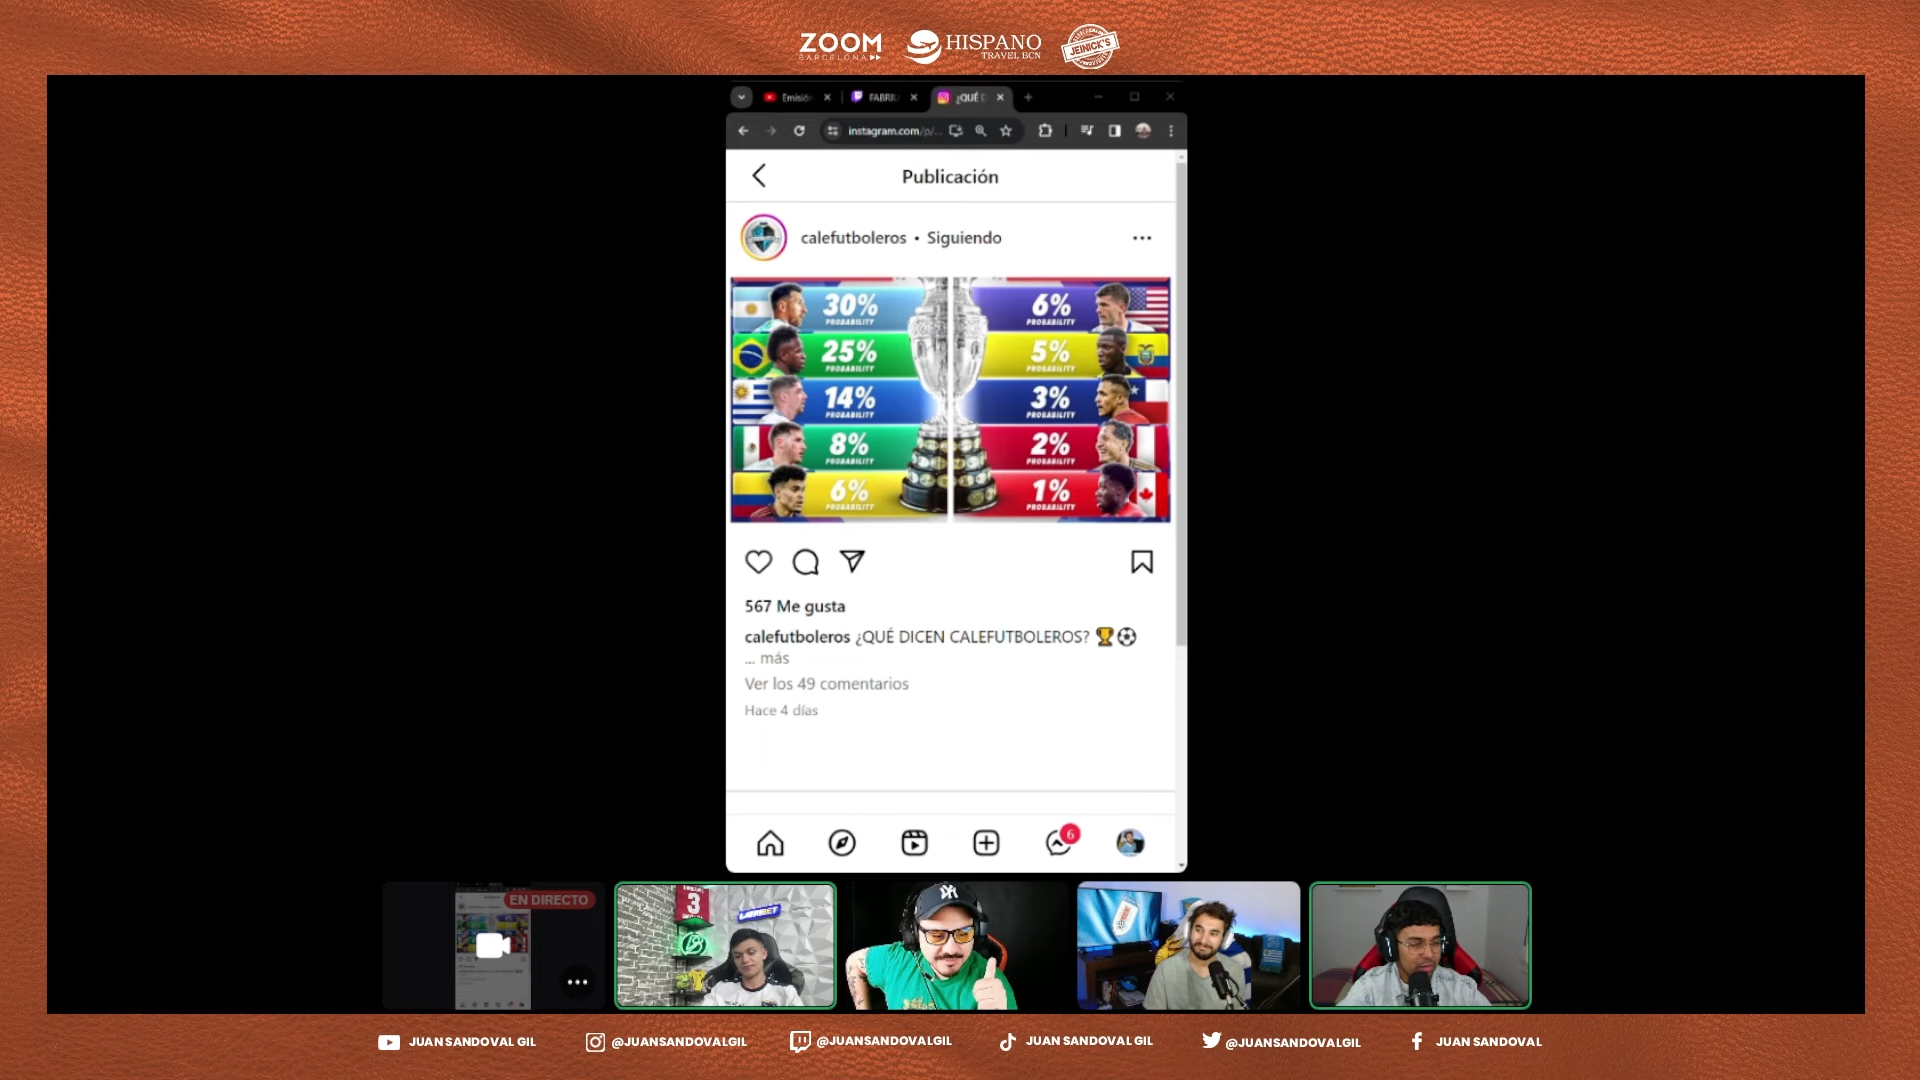 ZOOM
BARCELONA
HISPANO
TRAVEL BCN
JEINICK'S
Emisió
FABRI
¿QUÉ D
instagram.com/p/...
Publicación
calefutboleros • Siguiendo
30%
PROBABILITY
6%
PROBABILITY
25%
PROBABILITY
5%
PROBABILITY
14%
PROBABILITY
3%
PROBABILITY
8%
PROBABILITY
2%
PROBABILITY
6%
PROBABILITY
1%
PROBABILITY
567 Me gusta
calefutboleros ¿QUÉ DICEN CALEFUTBOLEROS? 🏆⚽
... más
Ver los 49 comentarios
Hace 4 días
6
EN DIRECTO
3
JUAN SANDOVAL GIL
@JUANSANDOVALGIL
@JUANSANDOVALGIL
JUAN SANDOVAL GIL
@JUANSANDOVALGIL
JUAN SANDOVAL